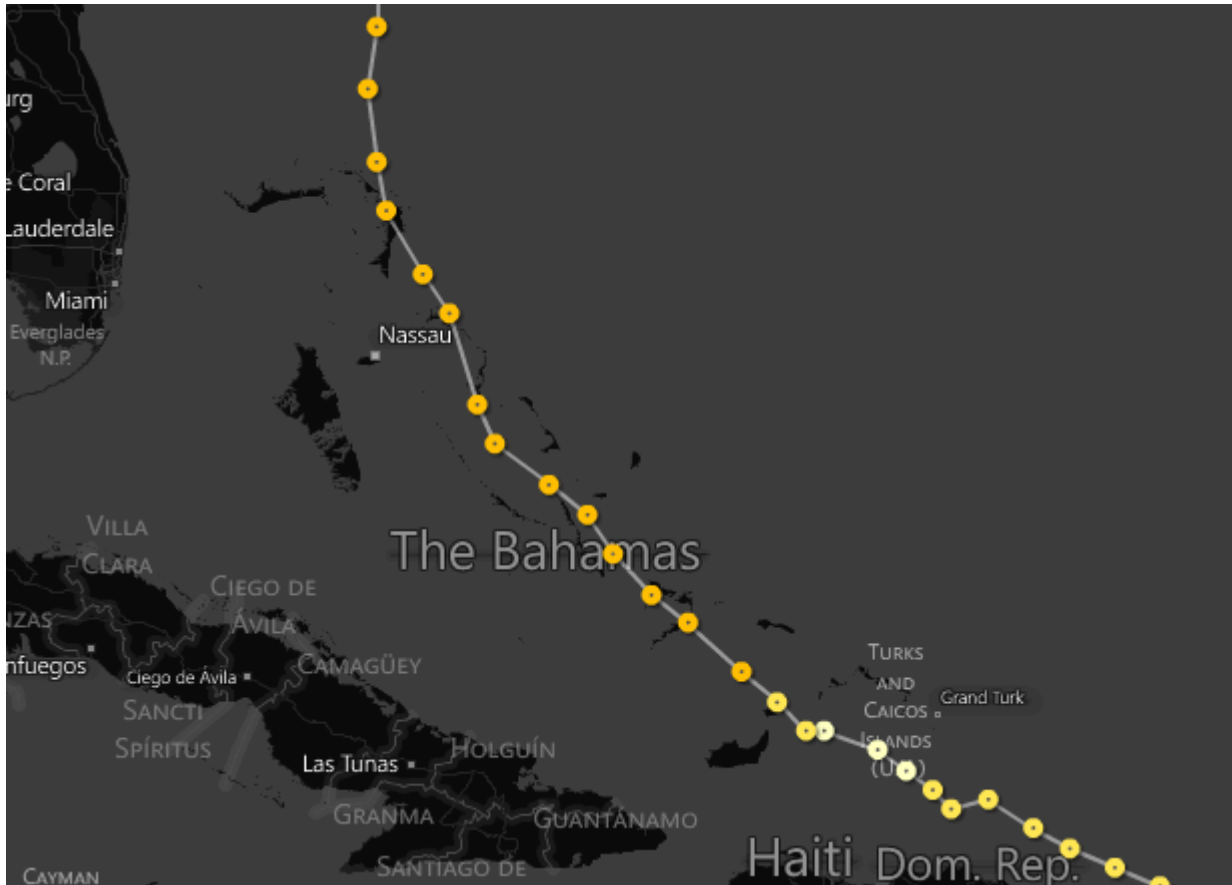 urg
e Coral
Lauderdale
Miami
Everglades
N.P.
Nassau
The Bahamas
VILLA
CLARA
CIEGO DE
ÁVILA
NZAS
nfuegos
Ciego de Ávila
CAMAGÜEY
SANCTI
SPÍRITUS
Las Tunas
HOLGUÍN
GRANMA
GUANTÁNAMO
SANTIAGO DE
CAYMAN
TURKS
AND
CAICOS
ISLANDS
Grand Turk
Haiti
Dom. Rep.